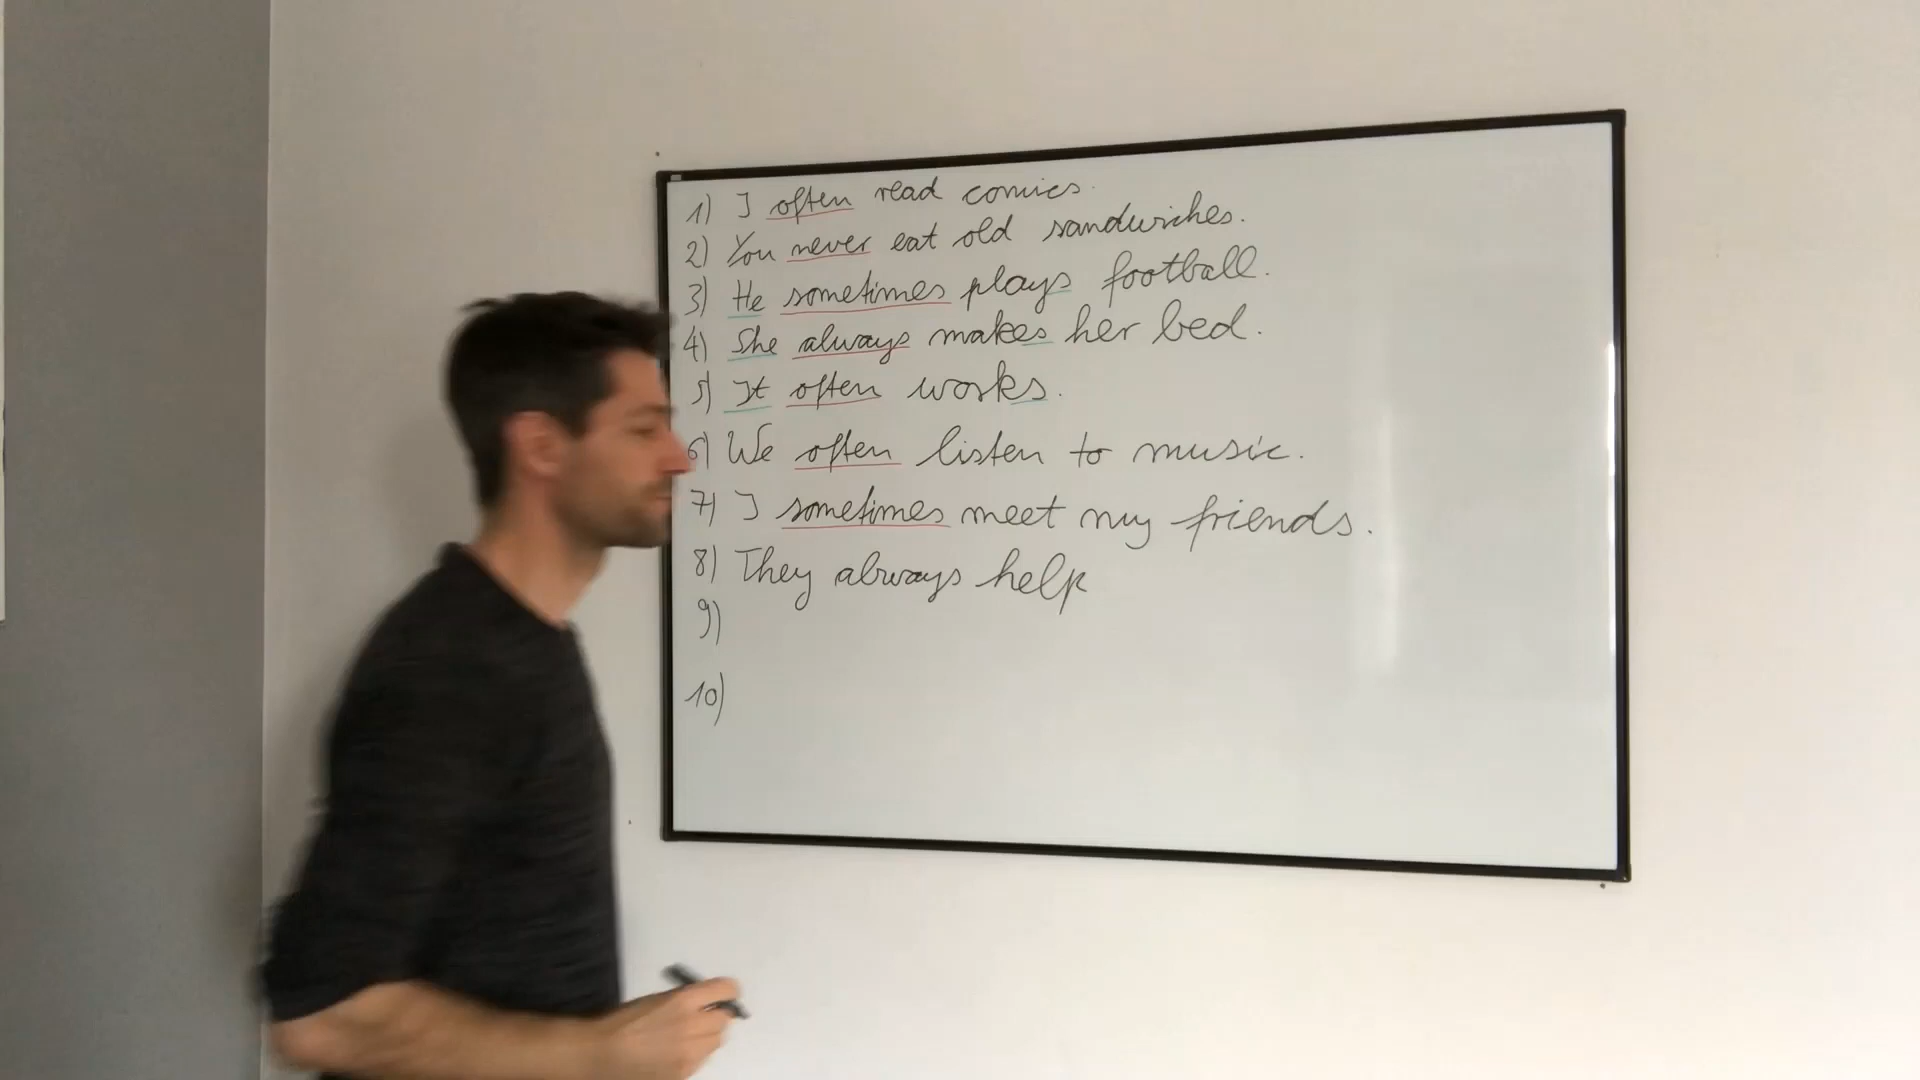 1) I often read comics.
2) You never eat old sandwiches.
3) He sometimes plays football.
4) She always makes her bed.
5) It often works.
6) We often listen to music.
7) I sometimes meet my friends.
8) They always help
9)
10)